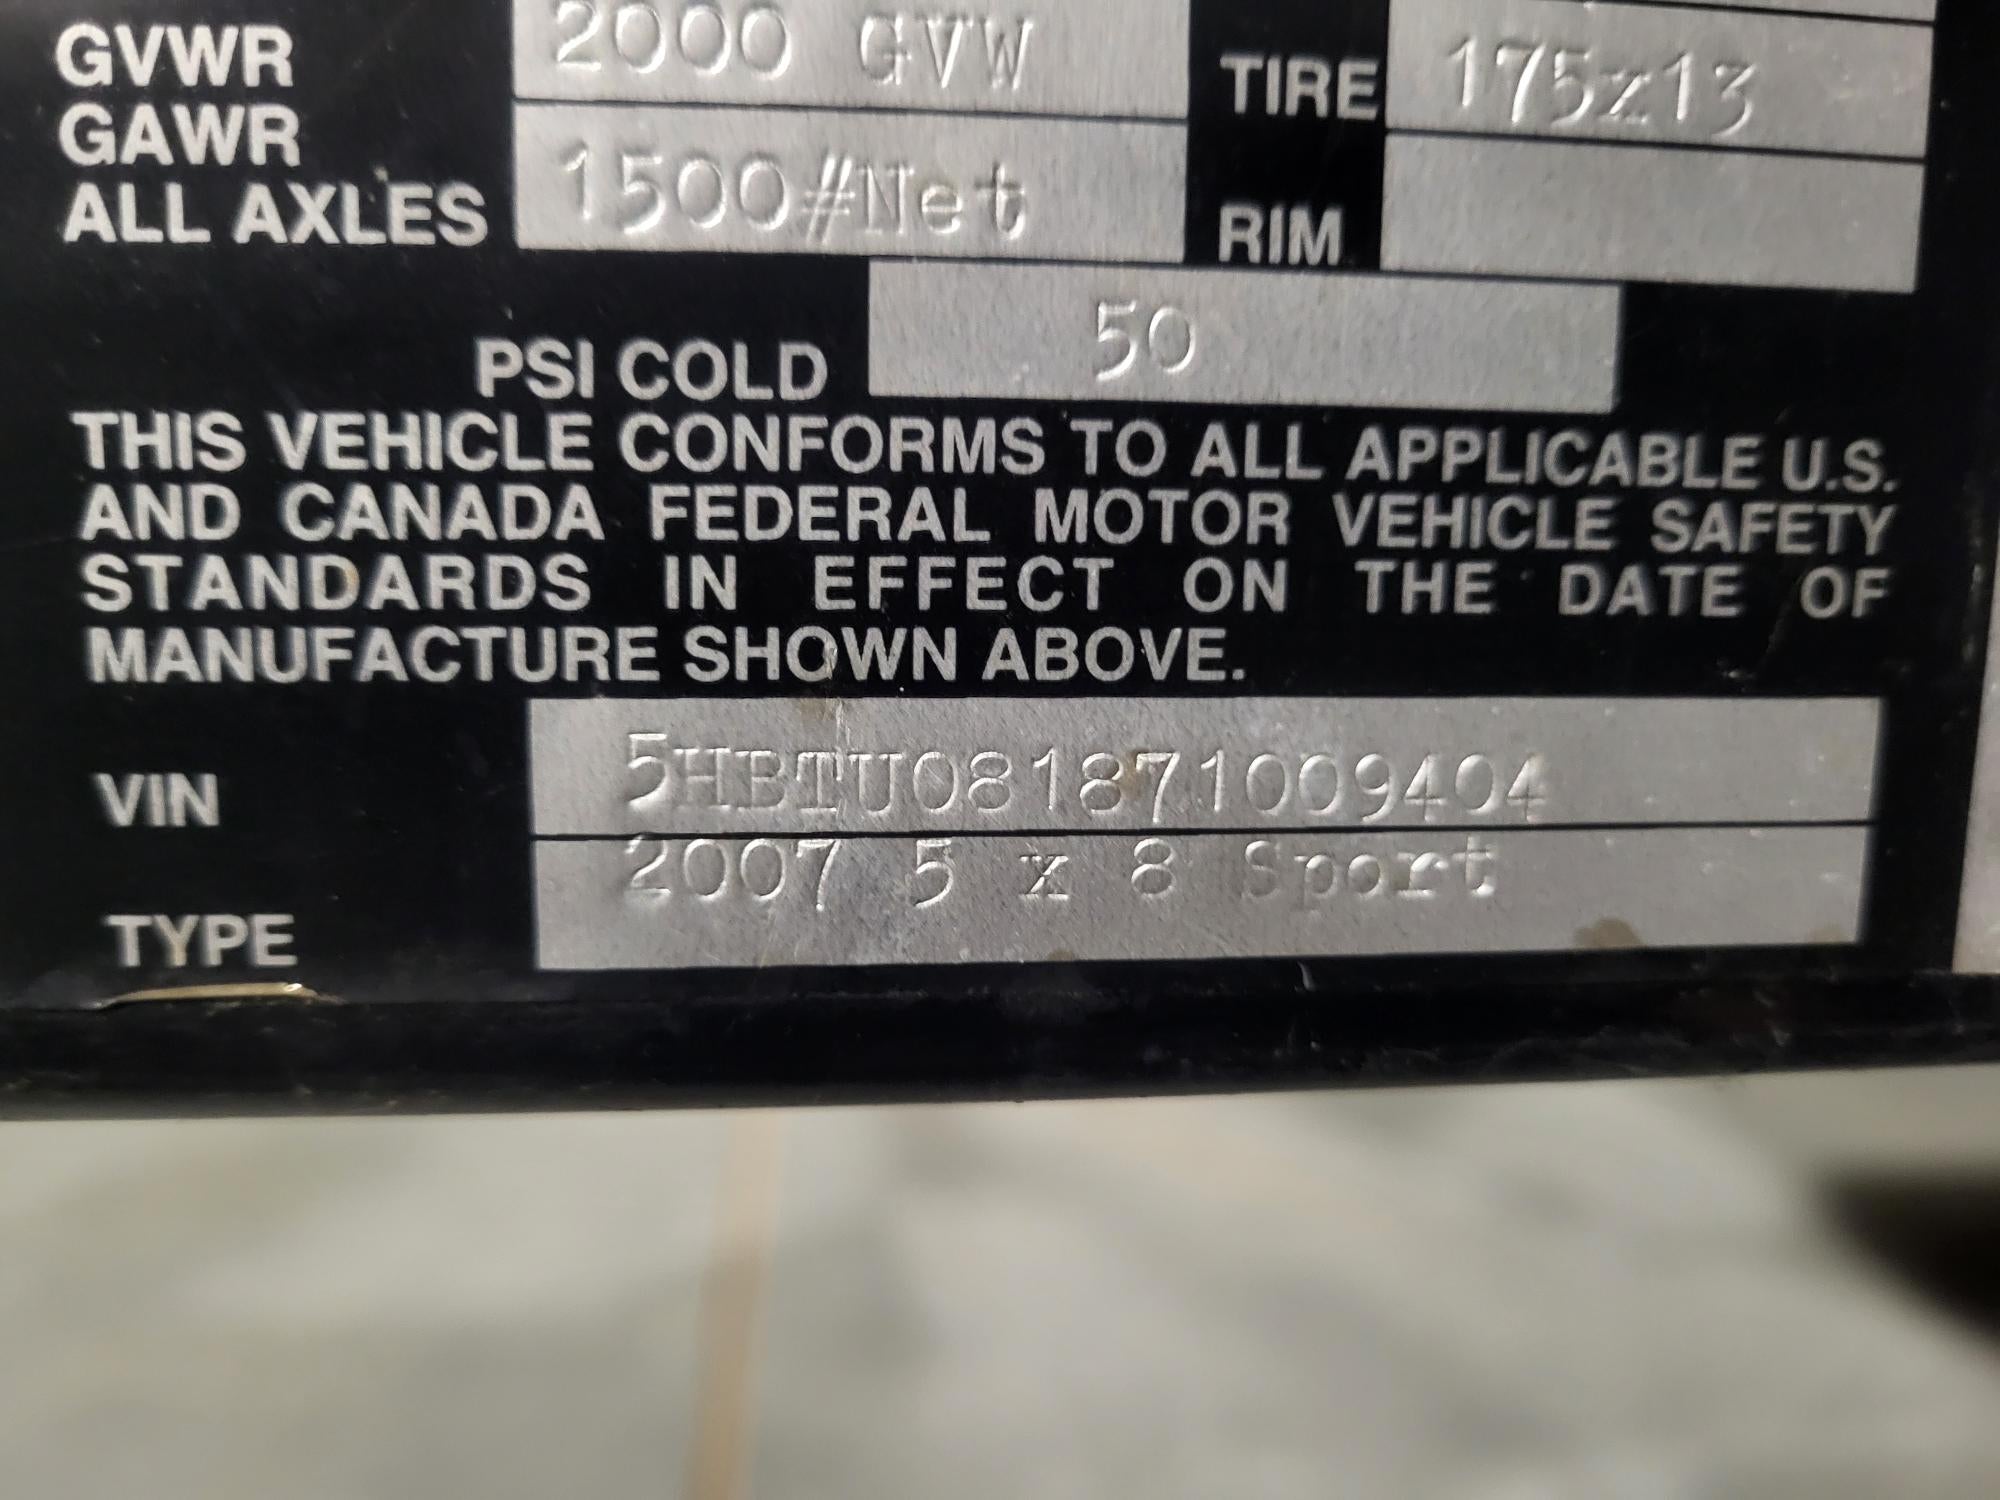 GVWR 2000 GVW TIRE 175x13
GAWR
ALL AXLES 1500#Net RIM
PSI COLD 50
THIS VEHICLE CONFORMS TO ALL APPLICABLE U.S.
AND CANADA FEDERAL MOTOR VEHICLE SAFETY
STANDARDS IN EFFECT ON THE DATE OF
MANUFACTURE SHOWN ABOVE.
VIN 5HBTU081871009404
TYPE 2007 5 x 8 Sport